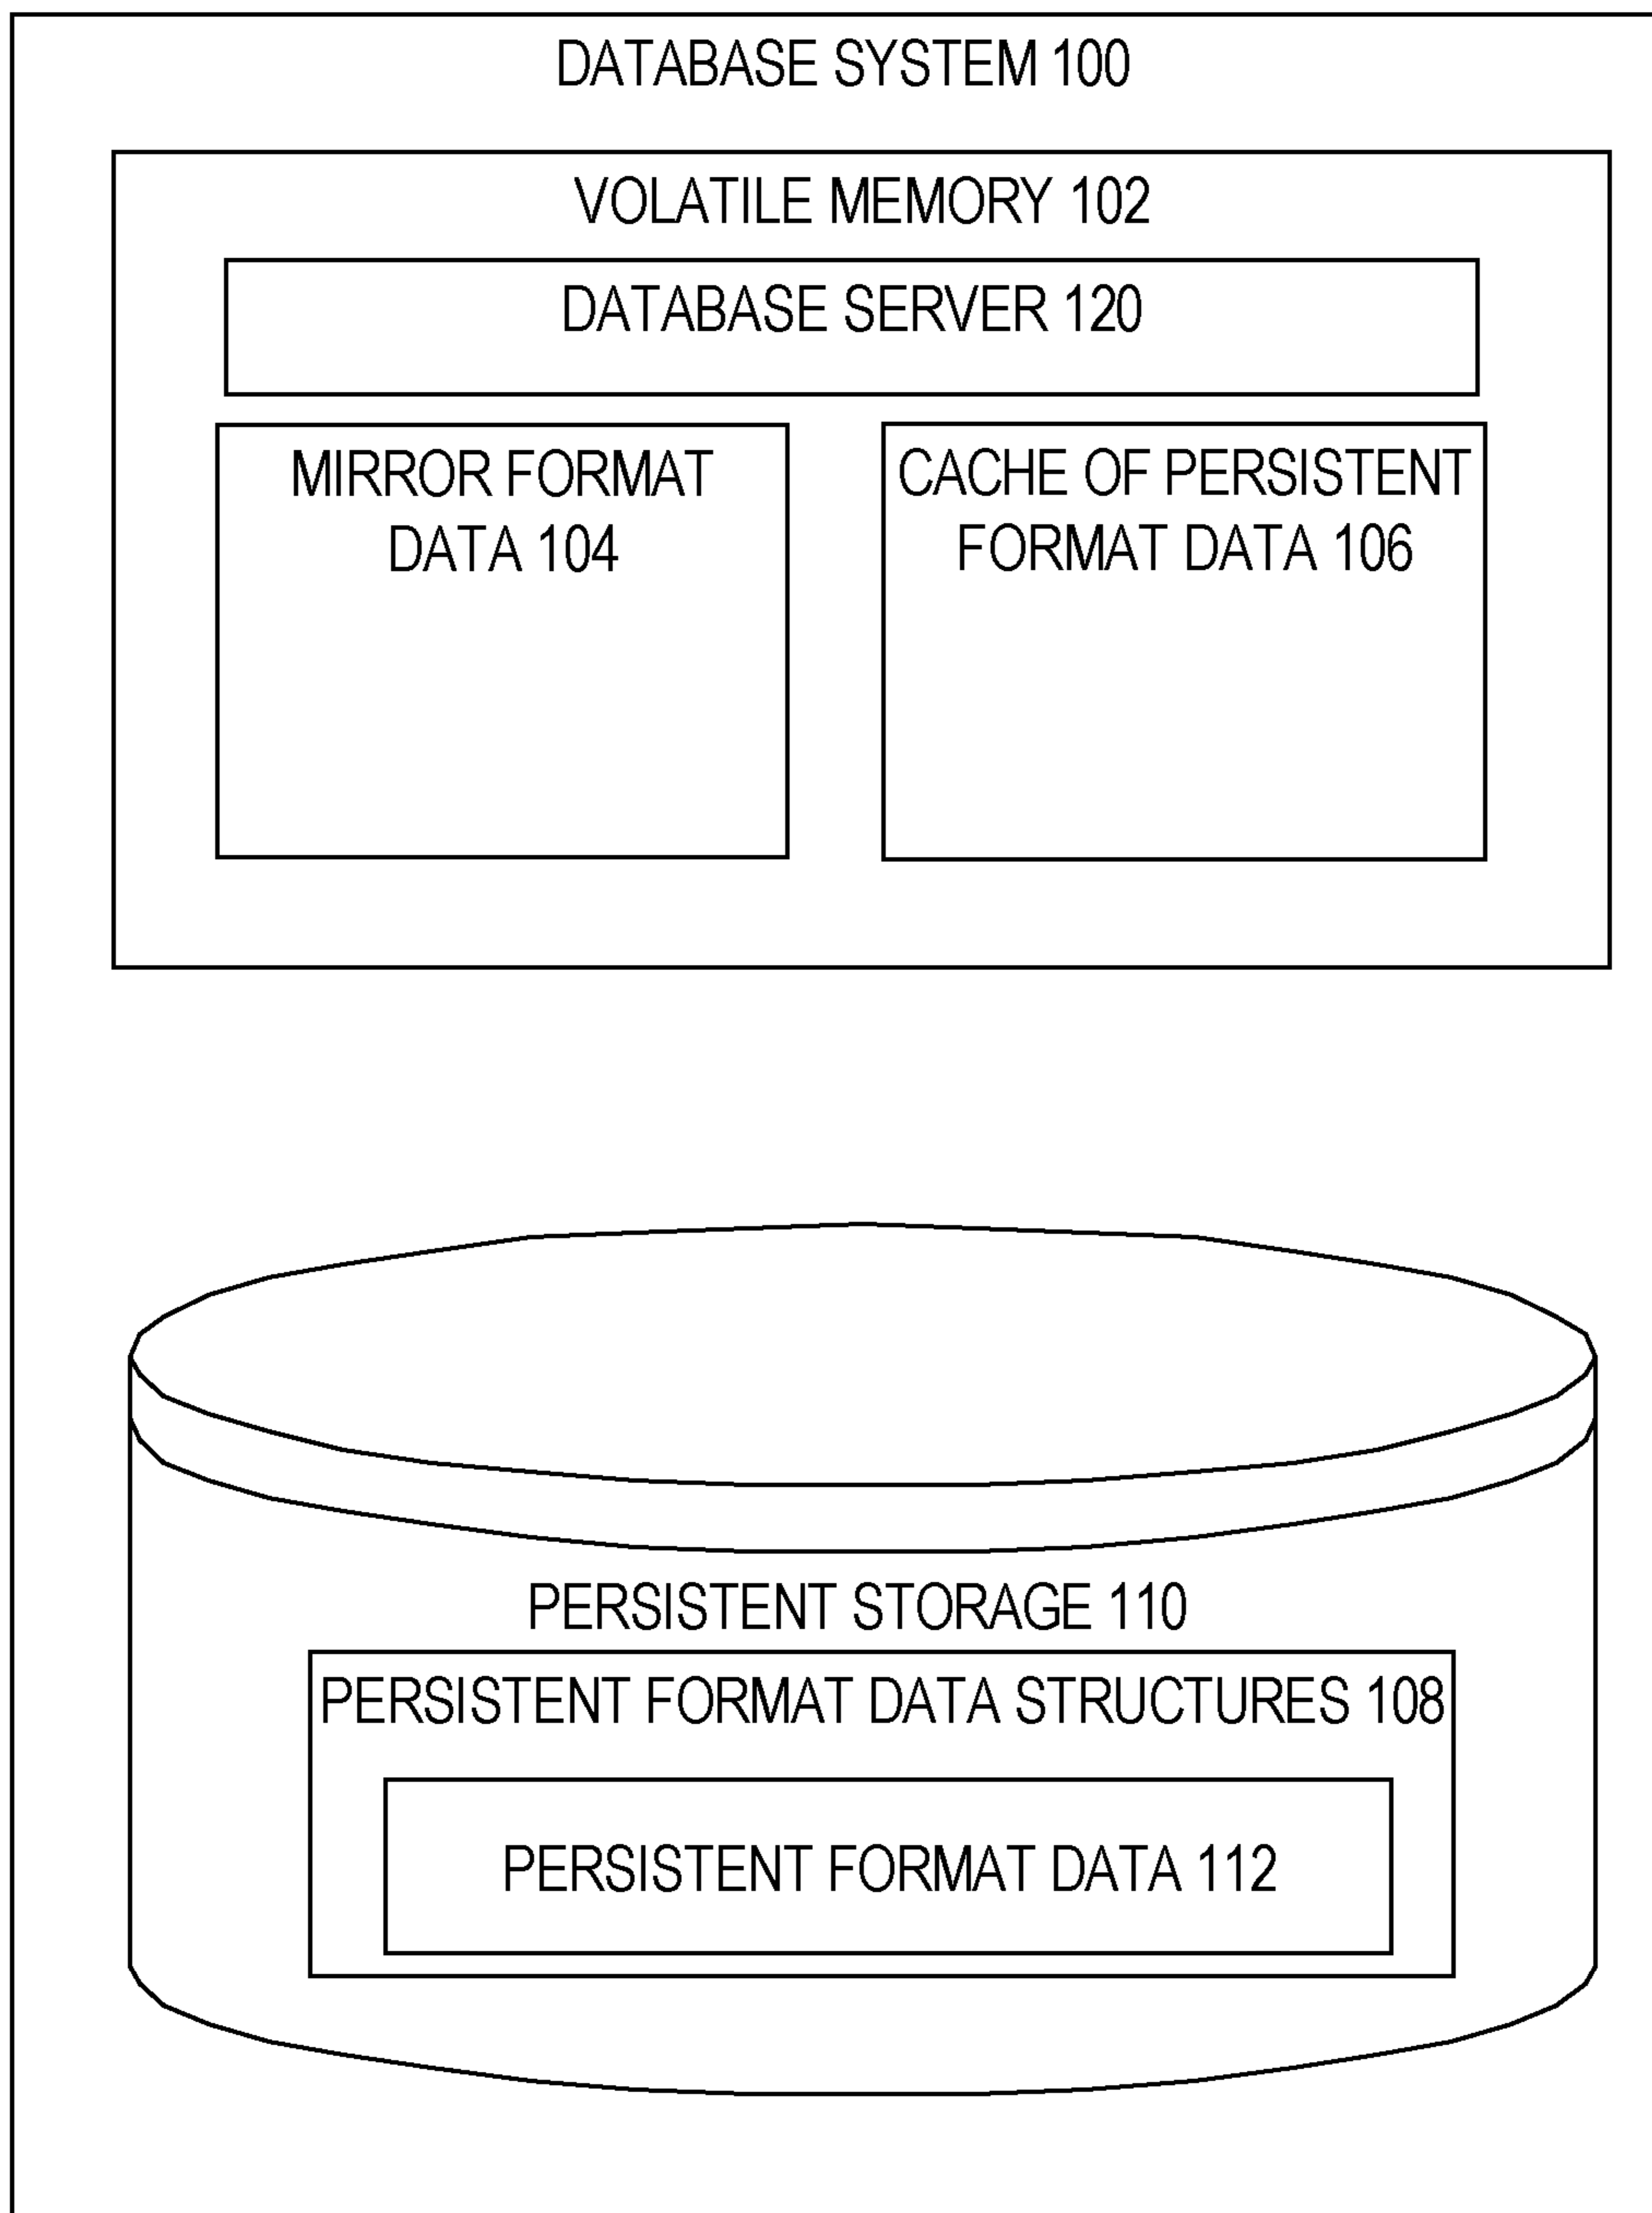 DATABASE SYSTEM 100
VOLATILE MEMORY 102
DATABASE SERVER 120
MIRROR FORMAT
DATA 104
CACHE OF PERSISTENT
FORMAT DATA 106
PERSISTENT STORAGE 110
PERSISTENT FORMAT DATA STRUCTURES 108
PERSISTENT FORMAT DATA 112